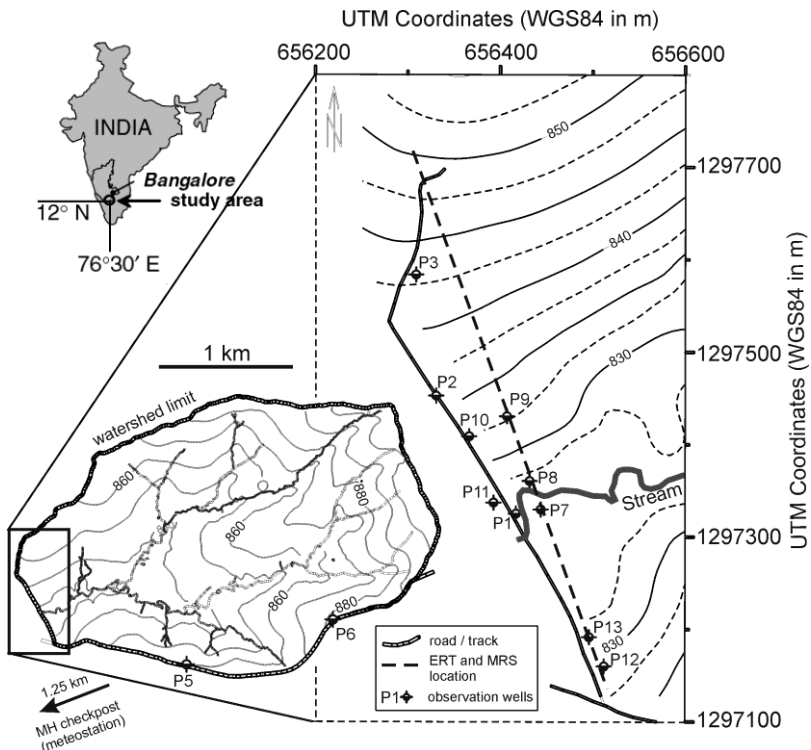 UTM Coordinates (WGS84 in m)
656200
656400
656600
INDIA
Bangalore
study area
12° N
76°30′ E
N
850
1297700
840
P3
1 km
830
1297500
P2
P9
P10
watershed limit
860
880
P8
P11
P1
P7
Stream
1297300
860
860
880
P6
P13
830
P12
P5
road / track
ERT and MRS
location
P1 observation wells
1.25 km
MH checkpost
(meteostation)
1297100
UTM Coordinates (WGS84 in m)